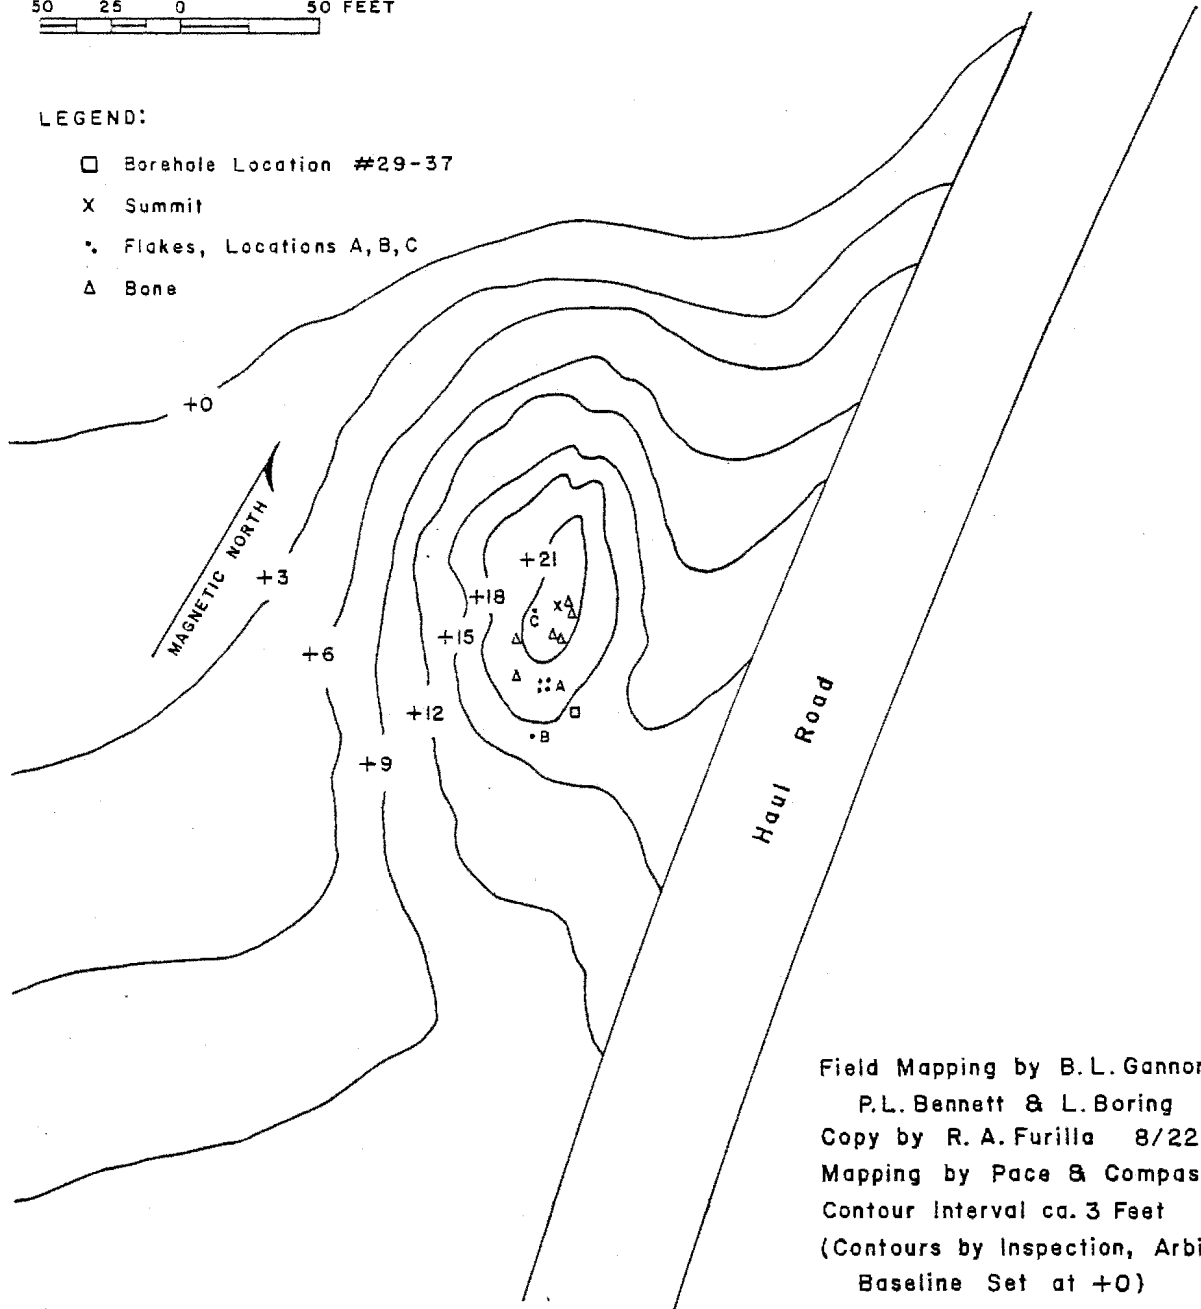 50 25 0 50 FEET
LEGEND:
Borehole Location #29-37
X Summit
Flakes, Locations A, B, C
Δ Bone
+0
MAGNETIC NORTH
+3
+6
+9
+12
+15
+18
+21
X
C
A
B
Haul Road
Field Mapping by B. L. Gannon
P.L. Bennett & L. Boring
Copy by R. A. Furilla 8/22
Mapping by Pace & Compas
Contour Interval ca. 3 Feet
(Contours by Inspection, Arbi
Baseline Set at +0)